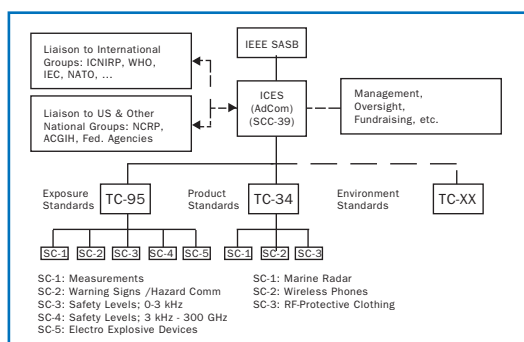 Liaison to International
Groups: ICNIRP, WHO,
IEC, NATO, ...
IEEE SASB
Liaison to US & Other
National Groups: NCRP,
ACGIH, Fed. Agencies
ICES
(AdCom)
(SCC-39)
Management,
Oversight,
Fundraising, etc.
Exposure
Standards
TC-95
Product
Standards
TC-34
Environment
Standards
TC-XX
SC-1 SC-2 SC-3 SC-4 SC-5
SC-1 SC-2 SC-3
SC-1: Measurements
SC-2: Warning Signs /Hazard Comm
SC-3: Safety Levels; 0-3 kHz
SC-4: Safety Levels; 3 kHz - 300 GHz
SC-5: Electro Explosive Devices
SC-1: Marine Radar
SC-2: Wireless Phones
SC-3: RF-Protective Clothing